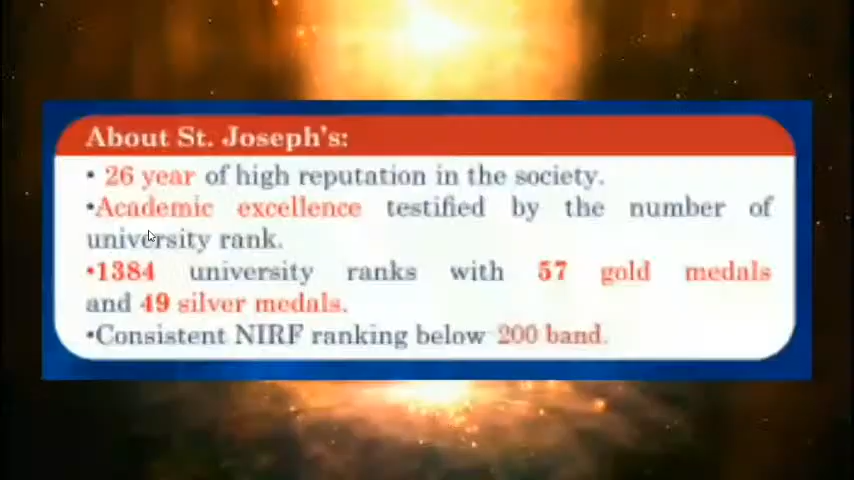 About St. Joseph's:
• 26 year of high reputation in the society.
•Academic excellence testified by the number of
university rank.
•1384 university ranks with 57 gold medals
and 49 silver medals.
•Consistent NIRF ranking below 200 band.